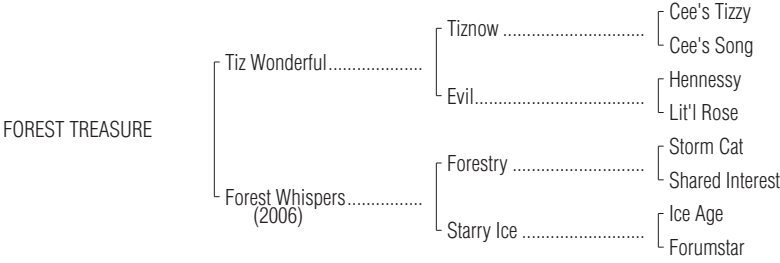 Cee's Tizzy
Tiznow ..............................
Cee's Song
Tiz Wonderful....................
Hennessy
Evil.....................................
Lit'l Rose
FOREST TREASURE
Storm Cat
Forestry ............................
Shared Interest
Forest Whispers................
(2006)
Ice Age
Starry Ice ..........................
Forumstar